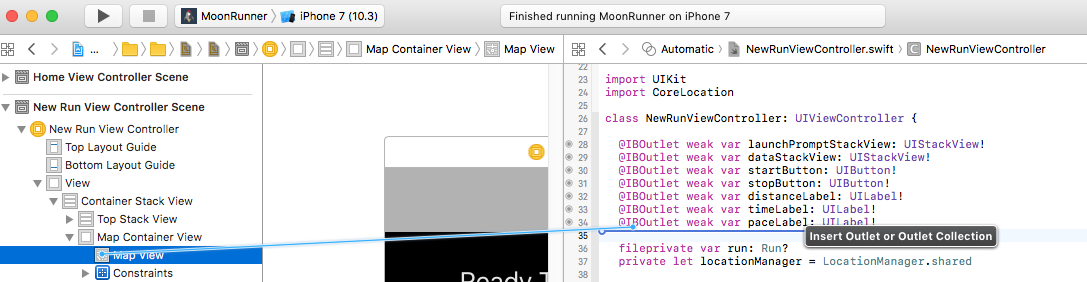 MoonRunner iPhone 7 (10.3)
Finished running MoonRunner on iPhone 7
... Map Container View Map View
Automatic NewRunViewController.swift C NewRunViewController
Home View Controller Scene
New Run View Controller Scene
New Run View Controller
Top Layout Guide
Bottom Layout Guide
View
Container Stack View
Top Stack View
Map Container View
Map View
Constraints
Ready T
22
23 import UIKit
24 import CoreLocation
25
26 class NewRunViewController: UIViewController {
27
28 @IBOutlet weak var launchPromptStackView: UIStackView!
29 @IBOutlet weak var dataStackView: UIStackView!
30 @IBOutlet weak var startButton: UIButton!
31 @IBOutlet weak var stopButton: UIButton!
32 @IBOutlet weak var distanceLabel: UILabel!
33 @IBOutlet weak var timeLabel: UILabel!
34 @IBOutlet weak var paceLabel: UILabel!
35
Insert Outlet or Outlet Collection
36 fileprivate var run: Run?
37 private let locationManager = LocationManager.shared
38